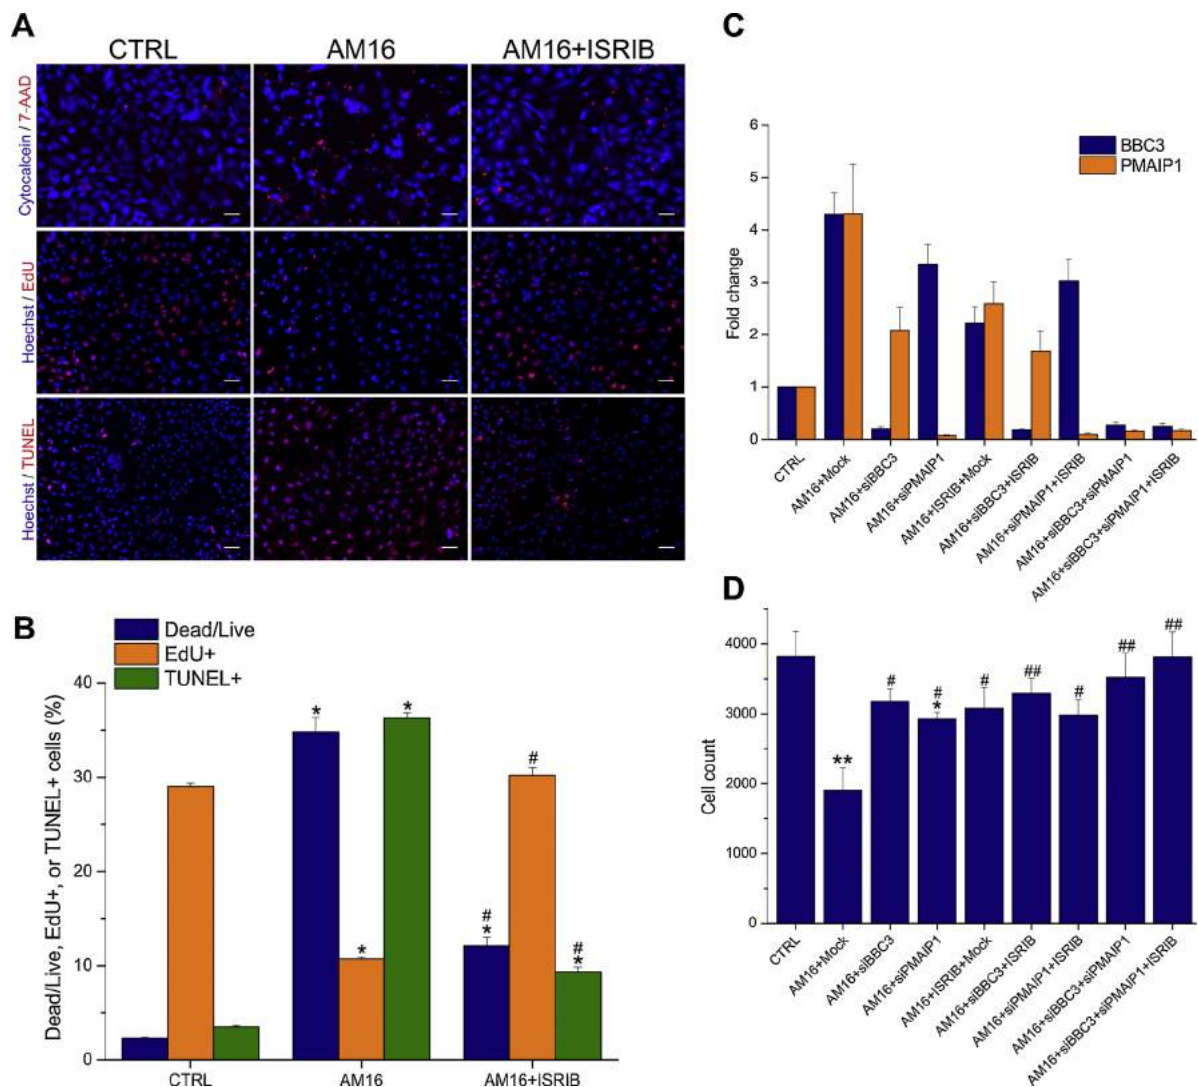 A
CTRL
AM16
AM16+ISRIB
Cytocalcein / 7-AAD
Hoechst / EdU
Hoechst / TUNEL
B
Dead/Live
EdU+
TUNEL+
Dead/Live, EdU+, or TUNEL+ cells (%)
40
30
20
10
0
*
*
*
#
*
#
#
*
CTRL
AM16
AM16+ISRIB
C
BBC3
PMAIP1
Fold change
6
5
4
3
2
1
0
CTRL
AM16+Mock
AM16+siBBC3
AM16+siPMAIP1
AM16+ISRIB+Mock
AM16+siBBC3+ISRIB
AM16+siPMAIP1+ISRIB
AM16+siBBC3+siPMAIP1
AM16+siBBC3+siPMAIP1+ISRIB
D
Cell count
4000
3000
2000
1000
0
**
#
#
*
#
##
#
##
##
CTRL
AM16+Mock
AM16+siBBC3
AM16+siPMAIP1
AM16+ISRIB+Mock
AM16+siBBC3+ISRIB
AM16+siPMAIP1+ISRIB
AM16+siBBC3+siPMAIP1
AM16+siBBC3+siPMAIP1+ISRIB